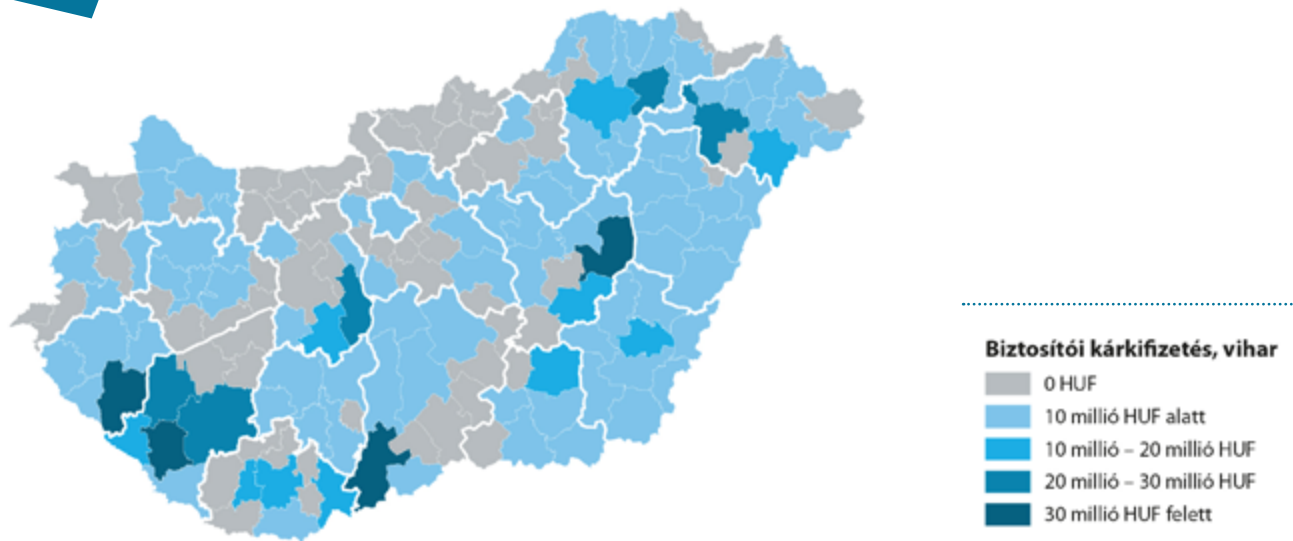 Biztosítói kárkifizetés, vihar
0 HUF
10 millió HUF alatt
10 millió – 20 millió HUF
20 millió – 30 millió HUF
30 millió HUF felett